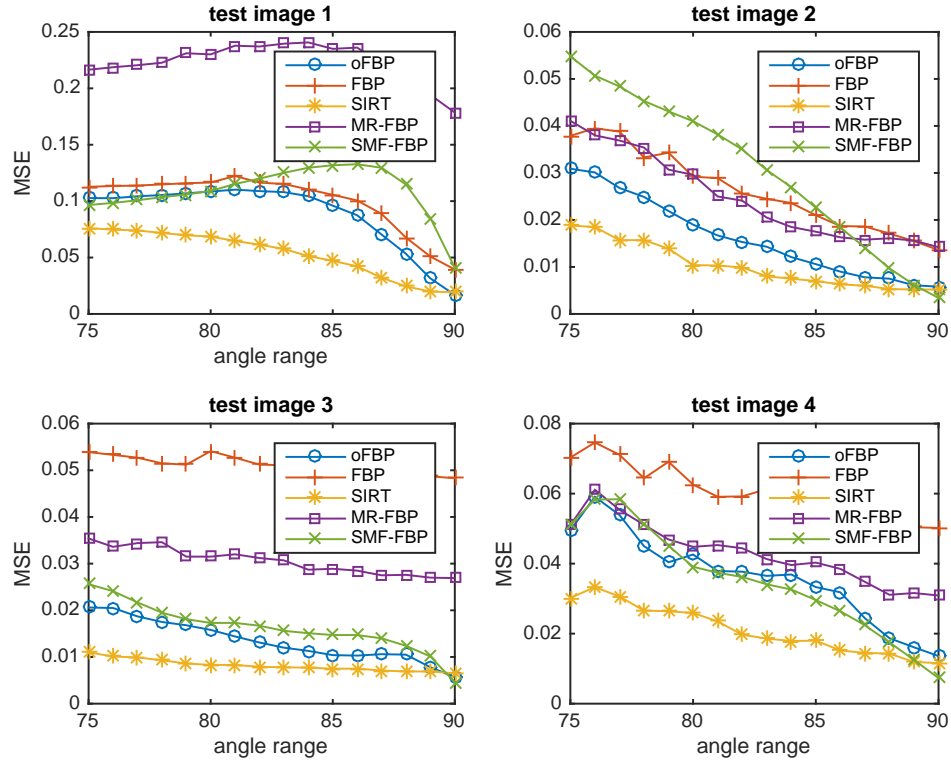 test image 1
0.25
0.2
0.15
0.1
0.05
0
MSE
75
80
85
90
angle range
oFBP
FBP
SIRT
MR-FBP
SMF-FBP
test image 2
0.06
0.05
0.04
0.03
0.02
0.01
0
MSE
75
80
85
90
angle range
oFBP
FBP
SIRT
MR-FBP
SMF-FBP
test image 3
0.06
0.05
0.04
0.03
0.02
0.01
0
MSE
75
80
85
90
angle range
oFBP
FBP
SIRT
MR-FBP
SMF-FBP
test image 4
0.08
0.06
0.04
0.02
0
MSE
75
80
85
90
angle range
oFBP
FBP
SIRT
MR-FBP
SMF-FBP